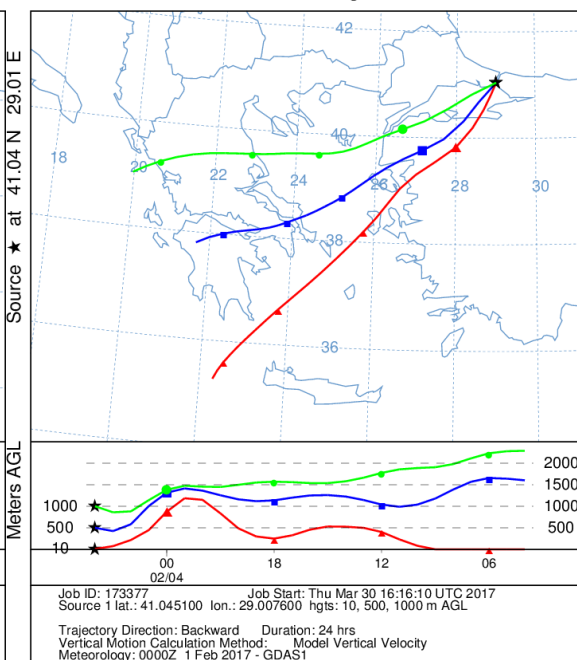 42
40
18
20
22
24
26
28
30
38
36
Source ★ at 41.04 N 29.01 E
Meters AGL
2000
1500
1000 1000
500 500
10
00 18 12 06
02/04
Job ID: 173377 Job Start: Thu Mar 30 16:16:10 UTC 2017
Source 1 lat.: 41.045100 lon.: 29.007600 hgts: 10, 500, 1000 m AGL
Trajectory Direction: Backward Duration: 24 hrs
Vertical Motion Calculation Method: Model Vertical Velocity
Meteorology: 0000Z 1 Feb 2017 - GDAS1